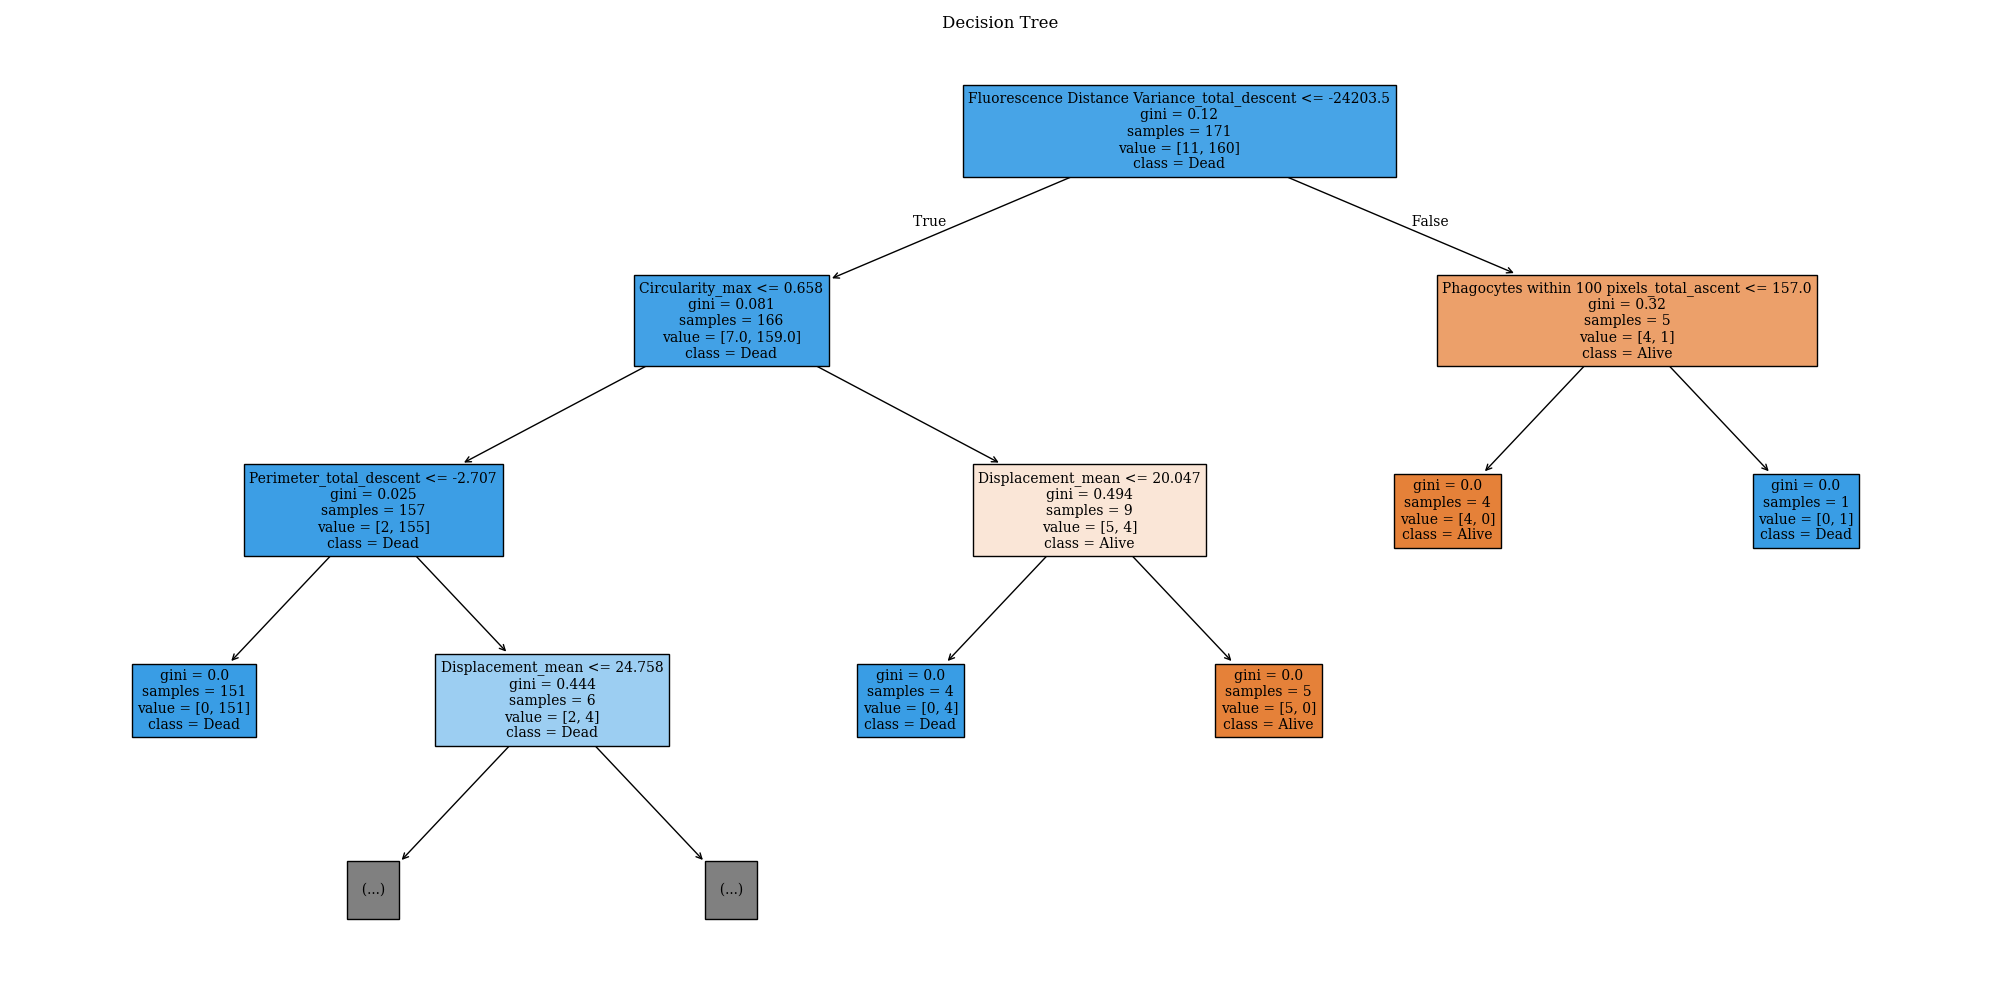 Decision Tree
Fluorescence Distance Variance_total_descent <= -24203.5
gini = 0.12
samples = 171
value = [11, 160]
class = Dead
True
False
Circularity_max <= 0.658
gini = 0.081
samples = 166
value = [7.0, 159.0]
class = Dead
Phagocytes within 100 pixels_total_ascent <= 157.0
gini = 0.32
samples = 5
value = [4, 1]
class = Alive
Perimeter_total_descent <= -2.707
gini = 0.025
samples = 157
value = [2, 155]
class = Dead
Displacement_mean <= 20.047
gini = 0.494
samples = 9
value = [5, 4]
class = Alive
gini = 0.0
samples = 4
value = [4, 0]
class = Alive
gini = 0.0
samples = 1
value = [0, 1]
class = Dead
gini = 0.0
samples = 151
value = [0, 151]
class = Dead
Displacement_mean <= 24.758
gini = 0.444
samples = 6
value = [2, 4]
class = Dead
gini = 0.0
samples = 4
value = [0, 4]
class = Dead
gini = 0.0
samples = 5
value = [5, 0]
class = Alive
(...)
(...)